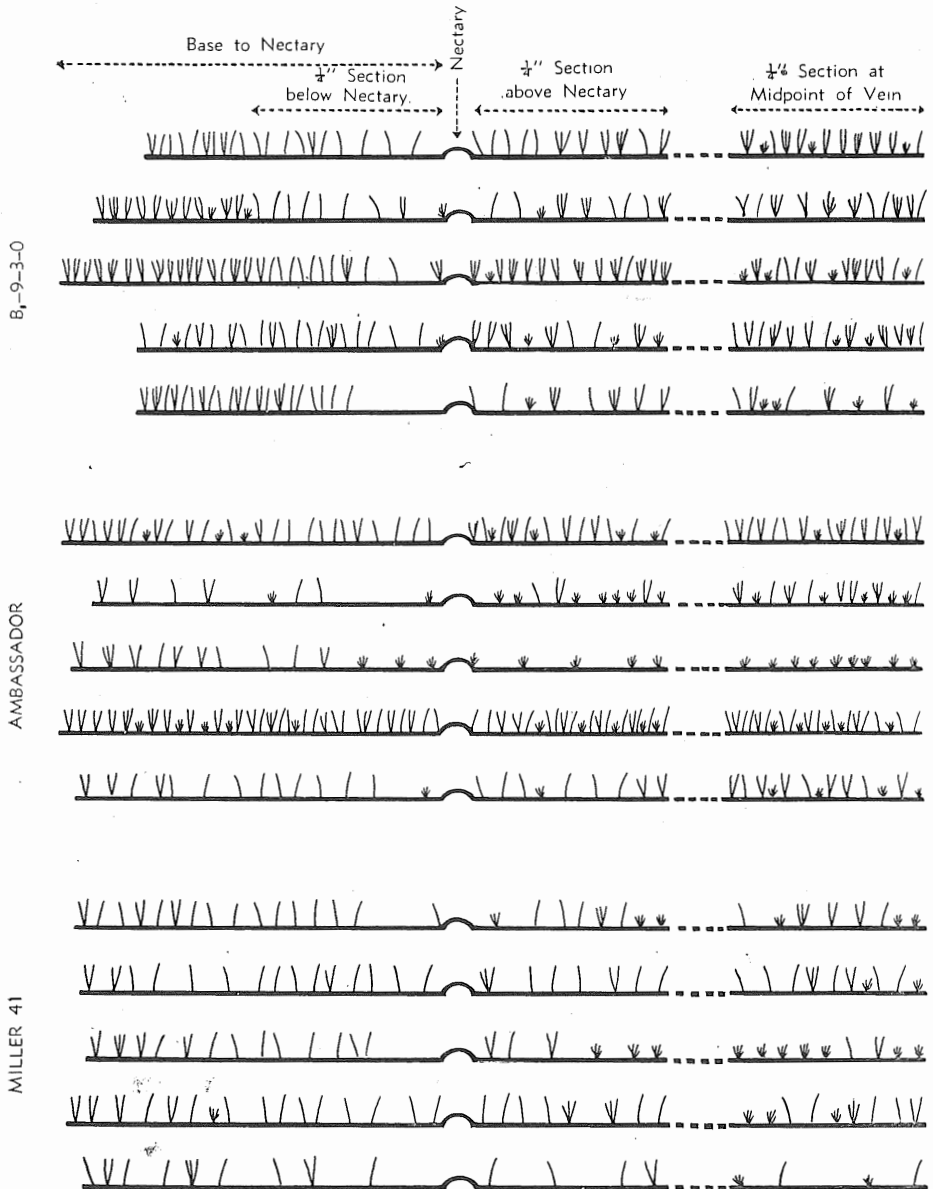 Base to Nectary
Nectary
¼″ Section
below Nectary
¼″ Section
above Nectary
¼″ Section at
Midpoint of Vein
B₁-9-3-0
AMBASSADOR
MILLER 41